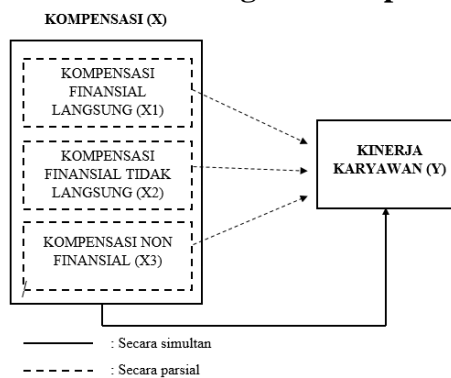 KOMPENSASI (X)
KOMPENSASI
FINANSIAL
LANGSUNG (X1)
KOMPENSASI
FINANSIAL TIDAK
LANGSUNG (X2)
KOMPENSASI NON
FINANSIAL (X3)
KINERJA
KARYAWAN (Y)
: Secara simultan
: Secara parsial